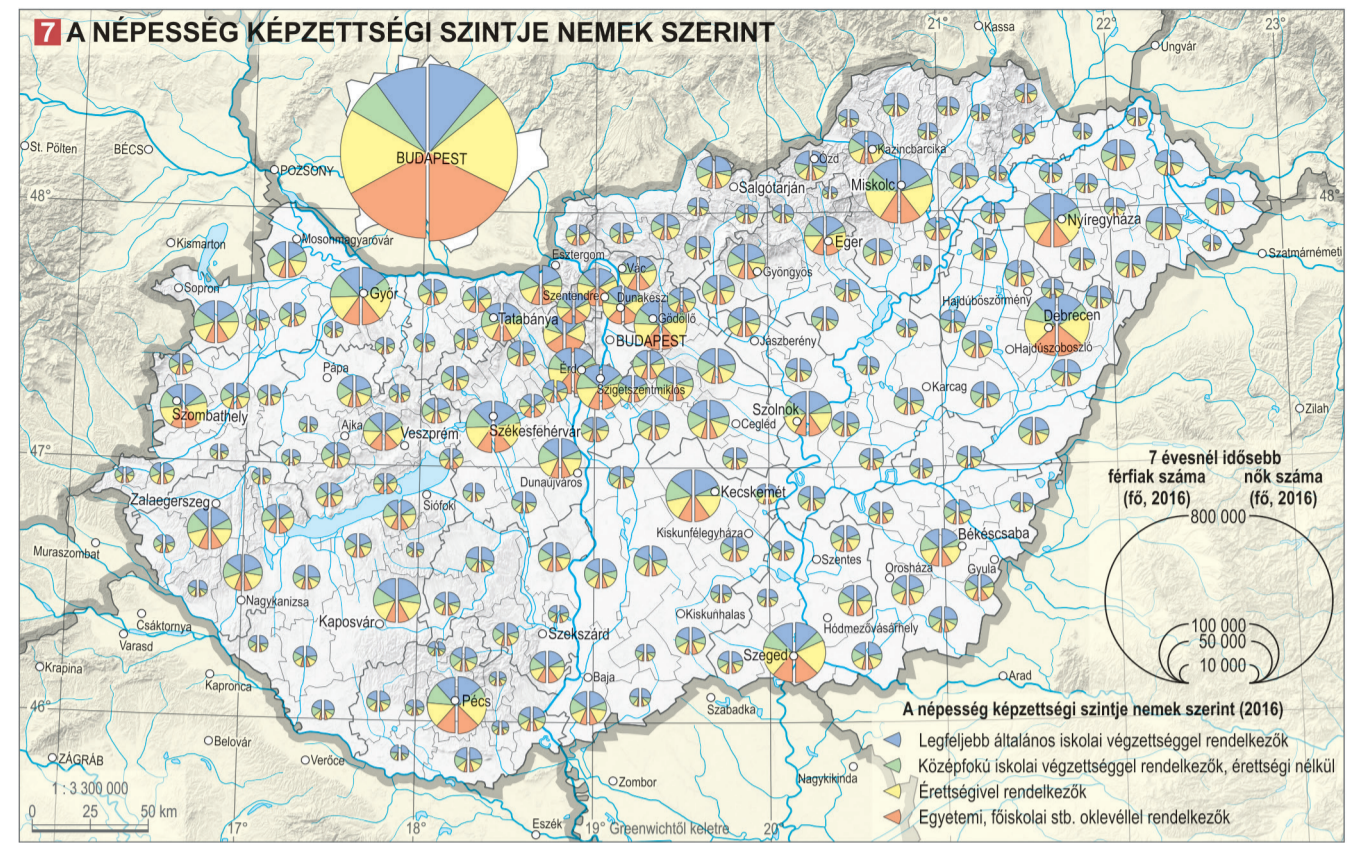 7 A NÉPESSÉG KÉPZETTSÉGI SZINTJE NEMEK SZERINT
21°
22°
23°
Kassa
Ungvár
St. Pölten
BÉCS
POZSONY
48°
48°
BUDAPEST
Kazincbarcika
Ózd
Salgótarján
Miskolc
Nyíregyháza
Kismarton
Mosonmagyaróvár
Eger
Szatmárnémeti
Esztergom
Vác
Gyöngyös
Sopron
Győr
Szentendre
Dunakeszi
Hajdúböszörmény
Tatabánya
Gödöllő
Debrecen
BUDAPEST
Jászberény
Hajdúszoboszló
Pápa
Érd
Szigetszentmiklós
Karcag
Szombathely
Szolnok
Zilah
Ajka
Veszprém
Székesfehérvár
Cegléd
47°
47°
Dunaújváros
Zalaegerszeg
Siófok
Kecskemét
Muraszombat
Kiskunfélegyháza
Békéscsaba
Szentes
Orosháza
Gyula
Nagykanizsa
Csáktornya
Kaposvár
Kiskunhalas
Hódmezővásárhely
Varasd
Szekszárd
Szeged
Krapina
Kapronca
Baja
Arad
46°
46°
Pécs
Szabadka
Belovár
ZÁGRÁB
Verőce
Zombor
Nagykikinda
Eszék
7 évesnél idősebb
férfiak száma nők száma
(fő, 2016) (fő, 2016)
800 000
100 000
50 000
10 000
A népesség képzettségi szintje nemek szerint (2016)
Legfeljebb általános iskolai végzettséggel rendelkezők
Középfokú iskolai végzettséggel rendelkezők, érettségi nélkül
Érettségivel rendelkezők
Egyetemi, főiskolai stb. oklevéllel rendelkezők
1 : 3 300 000
0 25 50 km
17° 18° 19° Greenwichtől keletre 20°